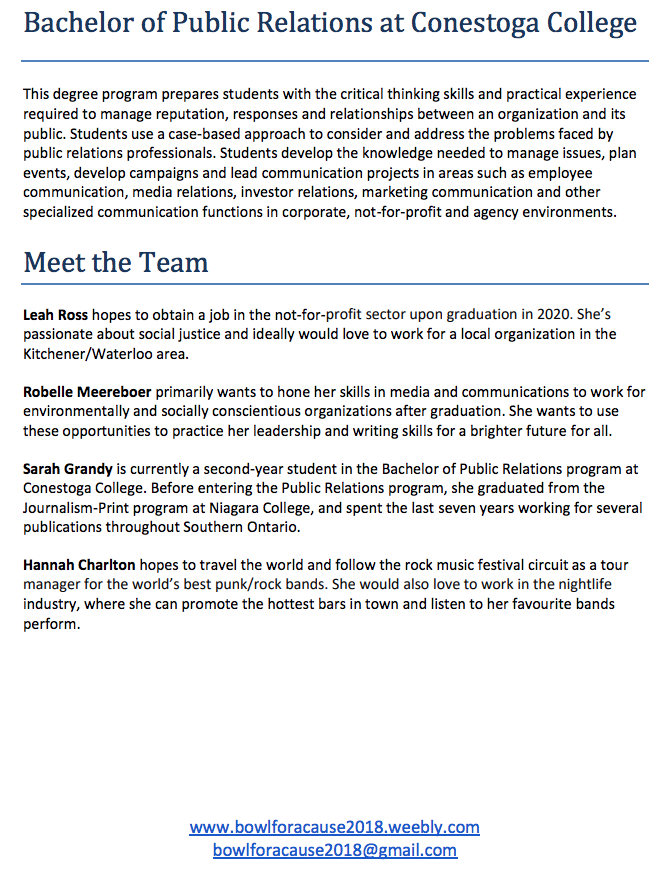 Bachelor of Public Relations at Conestoga College
This degree program prepares students with the critical thinking skills and practical experience
required to manage reputation, responses and relationships between an organization and its
public. Students use a case-based approach to consider and address the problems faced by
public relations professionals. Students develop the knowledge needed to manage issues, plan
events, develop campaigns and lead communication projects in areas such as employee
communication, media relations, investor relations, marketing communication and other
specialized communication functions in corporate, not-for-profit and agency environments.
Meet the Team
Leah Ross hopes to obtain a job in the not-for-profit sector upon graduation in 2020. She's
passionate about social justice and ideally would love to work for a local organization in the
Kitchener/Waterloo area.
Robelle Meereboer primarily wants to hone her skills in media and communications to work for
environmentally and socially conscientious organizations after graduation. She wants to use
these opportunities to practice her leadership and writing skills for a brighter future for all.
Sarah Grandy is currently a second-year student in the Bachelor of Public Relations program at
Conestoga College. Before entering the Public Relations program, she graduated from the
Journalism-Print program at Niagara College, and spent the last seven years working for several
publications throughout Southern Ontario.
Hannah Charlton hopes to travel the world and follow the rock music festival circuit as a tour
manager for the world's best punk/rock bands. She would also love to work in the nightlife
industry, where she can promote the hottest bars in town and listen to her favourite bands
perform.
www.bowlforacause2018.weebly.com
bowlforacause2018@gmail.com